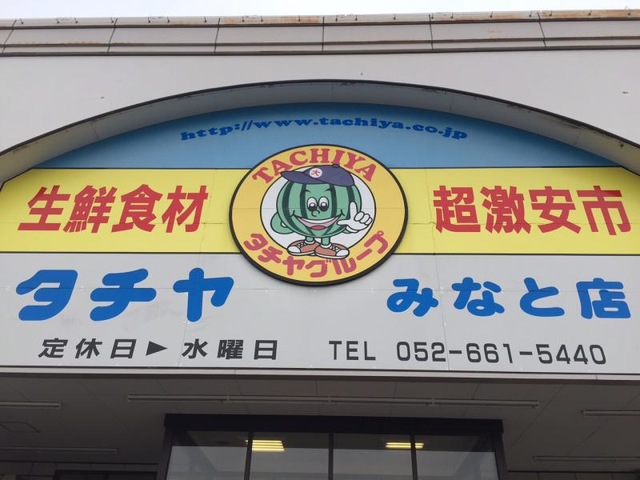 http://www.tachiya.co.jp
TACHIYA
大
タチヤグループ
生鮮食材 超激安市
タチヤ みなと店
定休日▶水曜日 TEL 052-661-5440